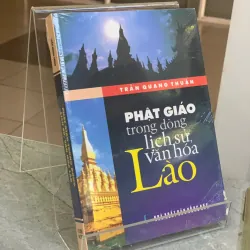 TRẦN QUANG THUẬN
PHẬT GIÁO
trong dòng
lịch sử,
văn hóa
Lào